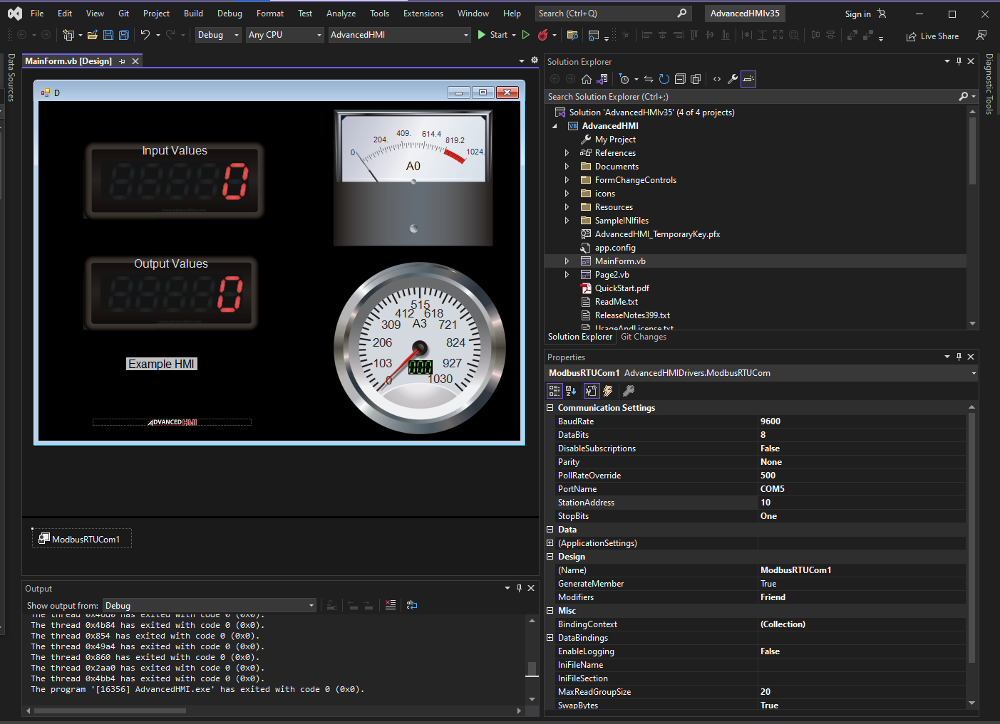 File Edit View Git Project Build Debug Format Test Analyze Tools Extensions Window Help Search (Ctrl+Q) AdvancedHMIv35 Sign in
Debug Any CPU AdvancedHMI Start Live Share
Data Sources
MainForm.vb [Design]
D
Input Values
0
Output Values
0
Example HMI
ADVANCEDHMI
0 204. 409. 614.4 819.2 1024.
A0
0 103 206 309 412 515 618 721 824 927 1030
A3
000
ModbusRTUCom1
Output
Show output from: Debug
The thread 0x4b84 has exited with code 0 (0x0).
The thread 0x854 has exited with code 0 (0x0).
The thread 0x49a4 has exited with code 0 (0x0).
The thread 0x860 has exited with code 0 (0x0).
The thread 0x2aa0 has exited with code 0 (0x0).
The thread 0x4bb4 has exited with code 0 (0x0).
The program '[16356] AdvancedHMI.exe' has exited with code 0 (0x0).
Solution Explorer
Search Solution Explorer (Ctrl+;)
Solution 'AdvancedHMIv35' (4 of 4 projects)
VB AdvancedHMI
My Project
References
Documents
FormChangeControls
icons
Resources
SampleINIfiles
AdvancedHMI_TemporaryKey.pfx
app.config
MainForm.vb
Page2.vb
QuickStart.pdf
ReadMe.txt
ReleaseNotes399.txt
UsageAndLicense.txt
Solution Explorer Git Changes
Properties
ModbusRTUCom1 AdvancedHMIDrivers.ModbusRTUCom
Communication Settings
BaudRate 9600
DataBits 8
DisableSubscriptions False
Parity None
PollRateOverride 500
PortName COM5
StationAddress 10
StopBits One
Data
(ApplicationSettings)
Design
(Name) ModbusRTUCom1
GenerateMember True
Modifiers Friend
Misc
BindingContext (Collection)
DataBindings
EnableLogging False
IniFileName
IniFileSection
MaxReadGroupSize 20
SwapBytes True
Diagnostic Tools